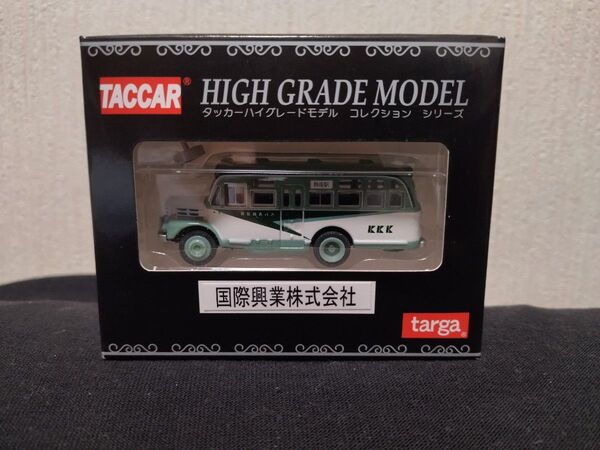 TACCAR®
HIGH GRADE MODEL
タッカーハイグレードモデル コレクション シリーズ
KKK
国際興業株式会社
targa®